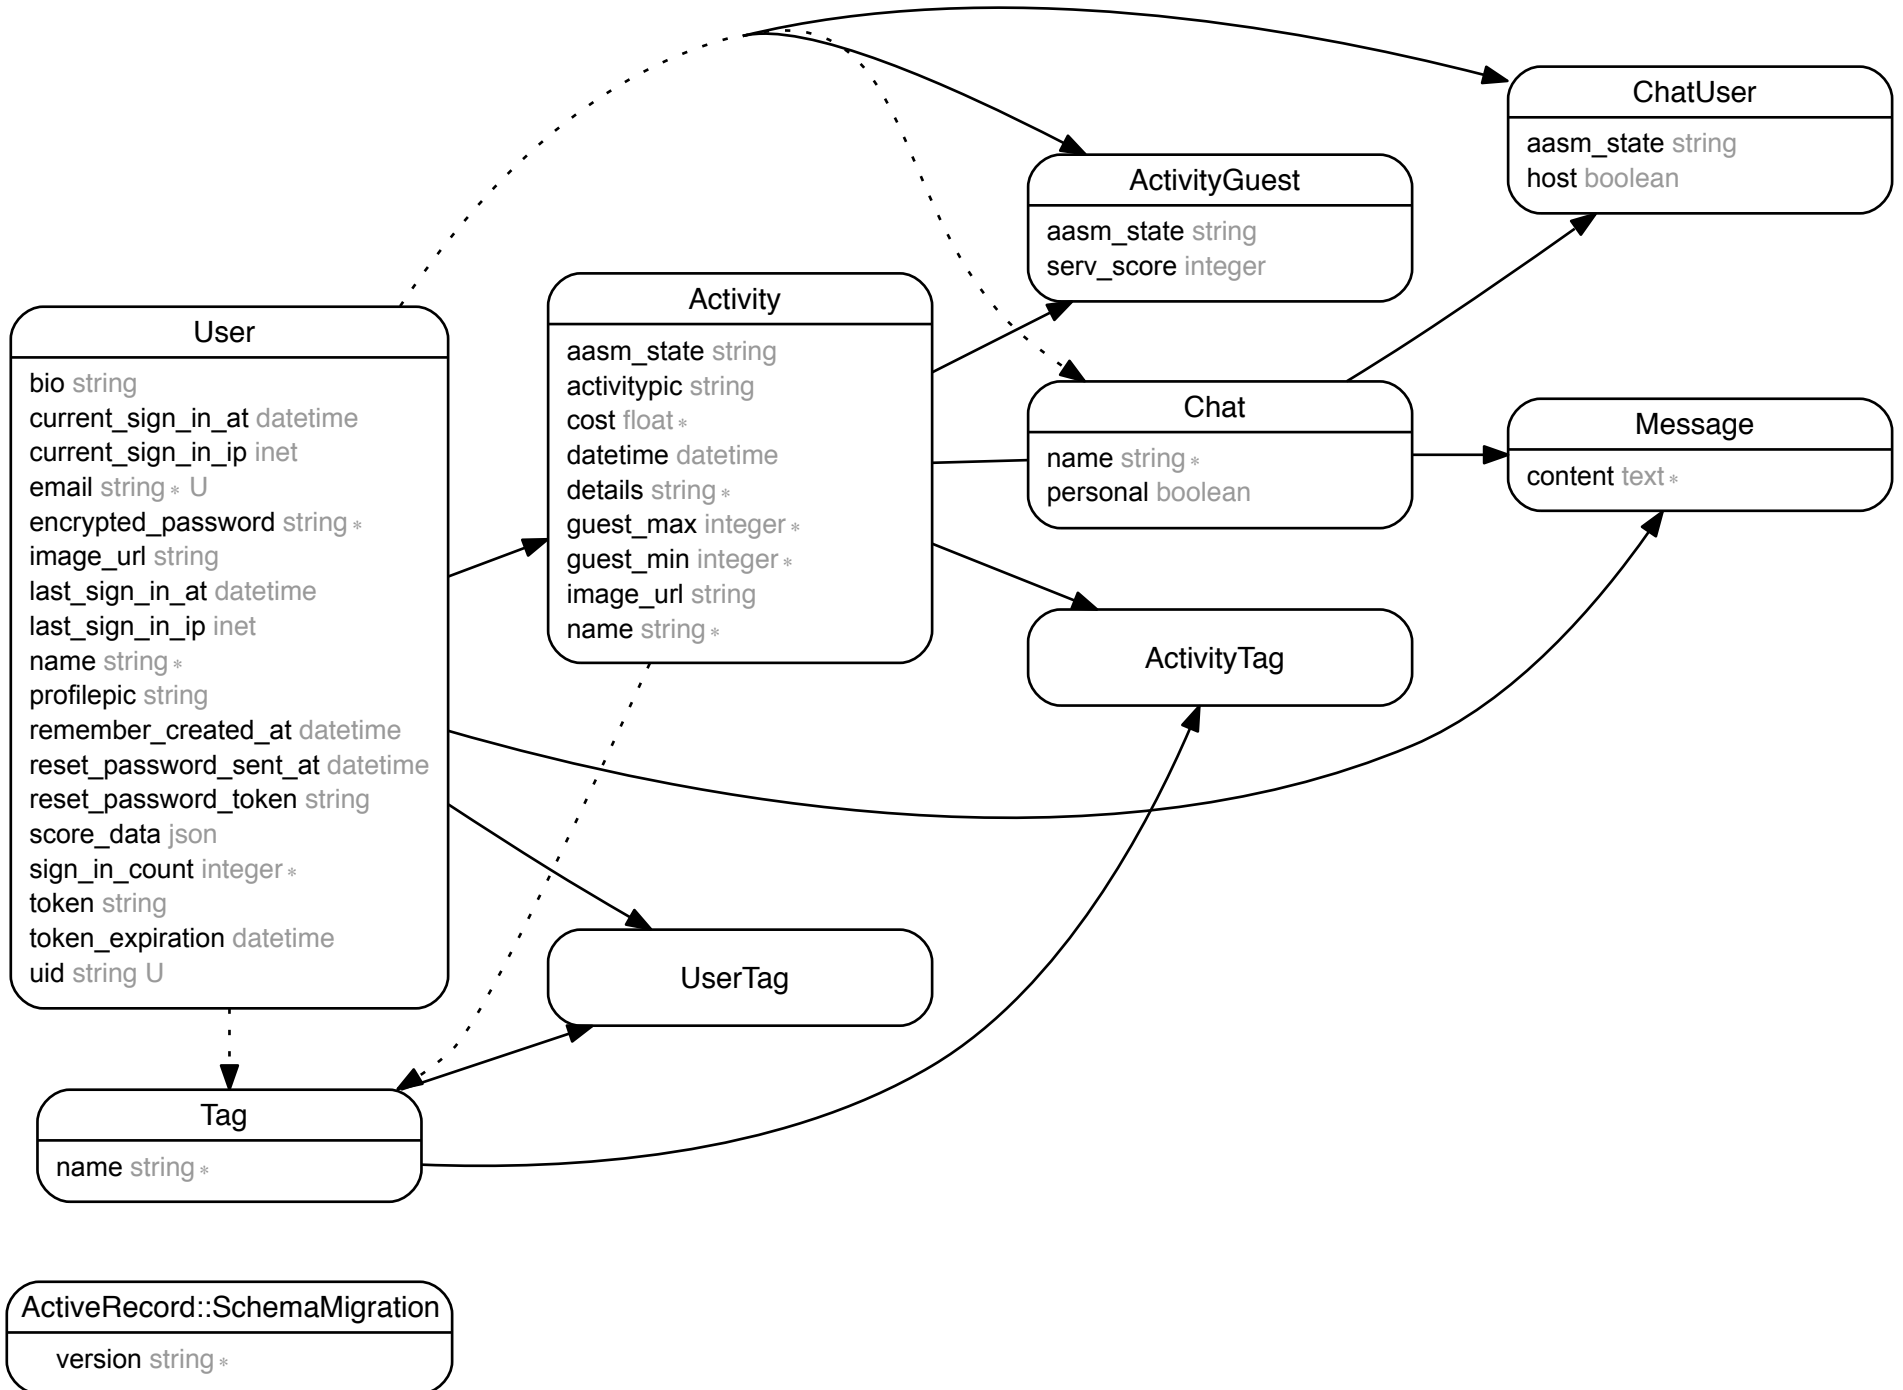 User
bio string
current_sign_in_at datetime
current_sign_in_ip inet
email string* U
encrypted_password string*
image_url string
last_sign_in_at datetime
last_sign_in_ip inet
name string*
profilepic string
remember_created_at datetime
reset_password_sent_at datetime
reset_password_token string
score_data json
sign_in_count integer*
token string
token_expiration datetime
uid string U
Tag
name string*
ActiveRecord::SchemaMigration
version string*
Activity
aasm_state string
activitypic string
cost float*
datetime datetime
details string*
guest_max integer*
guest_min integer*
image_url string
name string*
UserTag
ActivityGuest
aasm_state string
serv_score integer
Chat
name string*
personal boolean
ActivityTag
ChatUser
aasm_state string
host boolean
Message
content text*